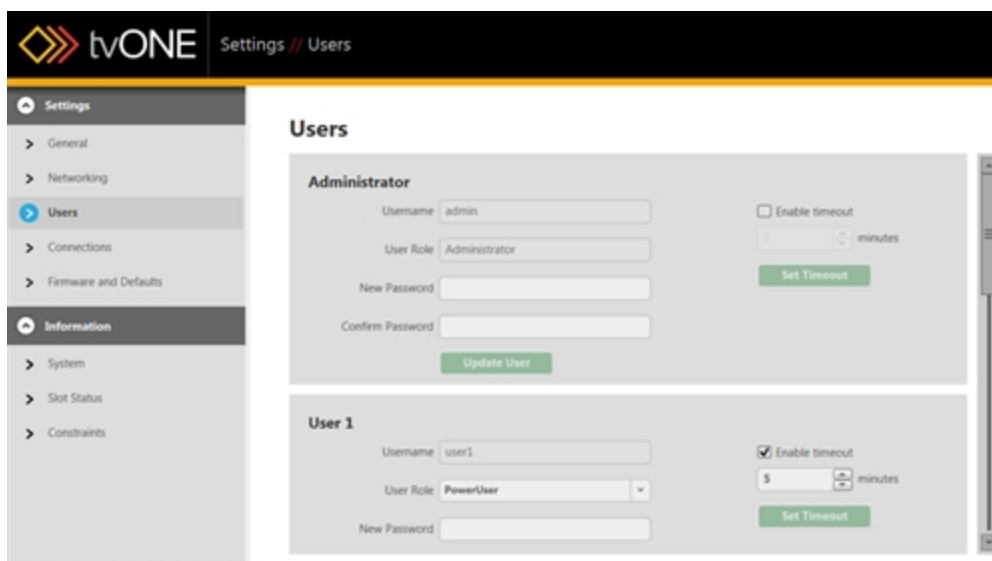 tvONE
Settings // Users
Settings
General
Networking
Users
Connections
Firmware and Defaults
Information
System
Slot Status
Constraints
Users
Administrator
Username admin
Enable timeout
minutes
User Role Administrator
Set Timeout
New Password
Confirm Password
Update User
User 1
Username user1
Enable timeout
5 minutes
User Role PowerUser
Set Timeout
New Password